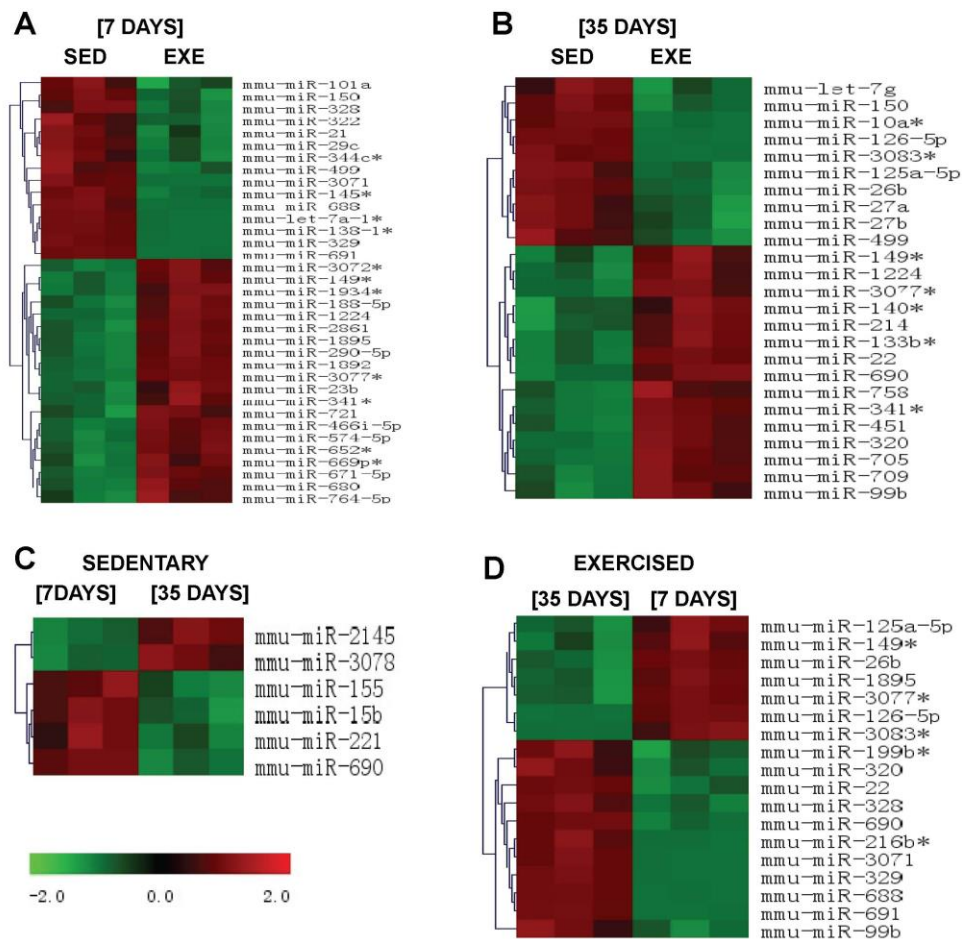 A
[7 DAYS]
SED EXE
mmu-miR-101a
mmu-miR-150
mmu-miR-328
mmu-miR-322
mmu-miR-21
mmu-miR-29c
mmu-miR-344c*
mmu-miR-499
mmu-miR-3071
mmu-miR-145*
mmu-miR-688
mmu-let-7a-1*
mmu-miR-138-1*
mmu-miR-329
mmu-miR-691
mmu-miR-3072*
mmu-miR-149*
mmu-miR-1934*
mmu-miR-188-5p
mmu-miR-1224
mmu-miR-2861
mmu-miR-1895
mmu-miR-290-5p
mmu-miR-1892
mmu-miR-3077*
mmu-miR-23b
mmu-miR-341*
mmu-miR-721
mmu-miR-466i-5p
mmu-miR-574-5p
mmu-miR-652*
mmu-miR-669p*
mmu-miR-671-5p
mmu-miR-680
mmu-miR-764-5p
B
[35 DAYS]
SED EXE
mmu-let-7g
mmu-miR-150
mmu-miR-10a*
mmu-miR-126-5p
mmu-miR-3083*
mmu-miR-125a-5p
mmu-miR-26b
mmu-miR-27a
mmu-miR-27b
mmu-miR-499
mmu-miR-149*
mmu-miR-1224
mmu-miR-3077*
mmu-miR-140*
mmu-miR-214
mmu-miR-133b*
mmu-miR-22
mmu-miR-690
mmu-miR-758
mmu-miR-341*
mmu-miR-451
mmu-miR-320
mmu-miR-705
mmu-miR-709
mmu-miR-99b
C
SEDENTARY
[7DAYS] [35 DAYS]
mmu-miR-2145
mmu-miR-3078
mmu-miR-155
mmu-miR-15b
mmu-miR-221
mmu-miR-690
-2.0 0.0 2.0
D
EXERCISED
[35 DAYS] [7 DAYS]
mmu-miR-125a-5p
mmu-miR-149*
mmu-miR-26b
mmu-miR-1895
mmu-miR-3077*
mmu-miR-126-5p
mmu-miR-3083*
mmu-miR-199b*
mmu-miR-320
mmu-miR-22
mmu-miR-328
mmu-miR-690
mmu-miR-216b*
mmu-miR-3071
mmu-miR-329
mmu-miR-688
mmu-miR-691
mmu-miR-99b